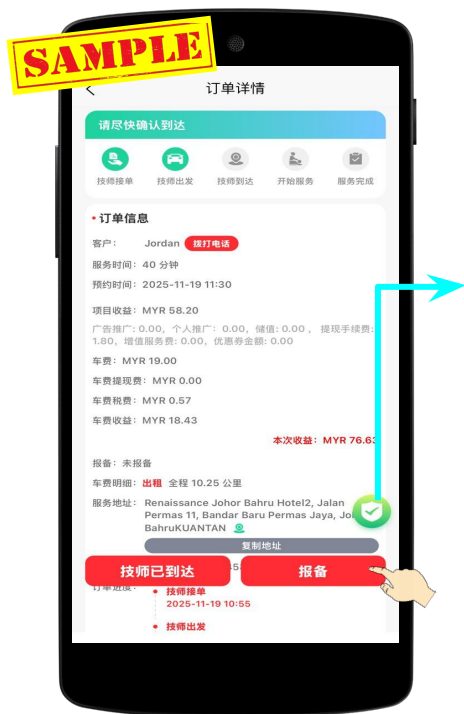 SAMPLE
订单详情
请尽快确认到达
技师接单 技师出发 技师到达 开始服务 服务完成
• 订单信息
客户： Jordan 拨打电话
服务时间：40 分钟
预约时间：2025-11-19 11:30
项目收益：MYR 58.20
广告推广：0.00，个人推广：0.00，储值：0.00 ， 提现手续费：
1.80，增值服务费：0.00，优惠券金额：0.00
车费：MYR 19.00
车费提现费：MYR 0.00
车费税费：MYR 0.57
车费收益：MYR 18.43
本次收益：MYR 76.63
报备：未报备
车费明细：出租 全程 10.25 公里
服务地址：Renaissance Johor Bahru Hotel2, Jalan
Permas 11, Bandar Baru Permas Jaya,
BahruKUANTAN
复制地址
技师已到达 报备
订单进度：
• 技师接单
2025-11-19 10:55
• 技师出发